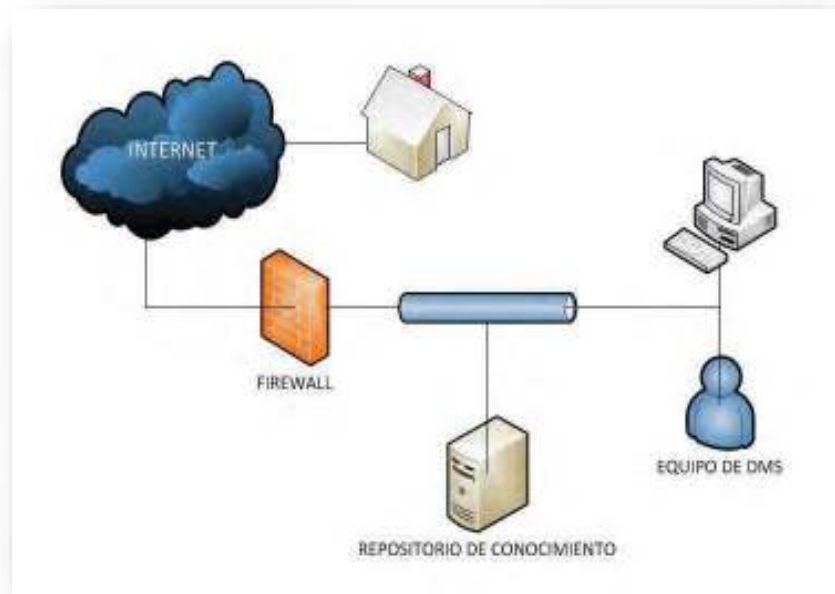 INTERNET
FIREWALL
EQUIPO DE DMS
REPOSITORIO DE CONOCIMIENTO